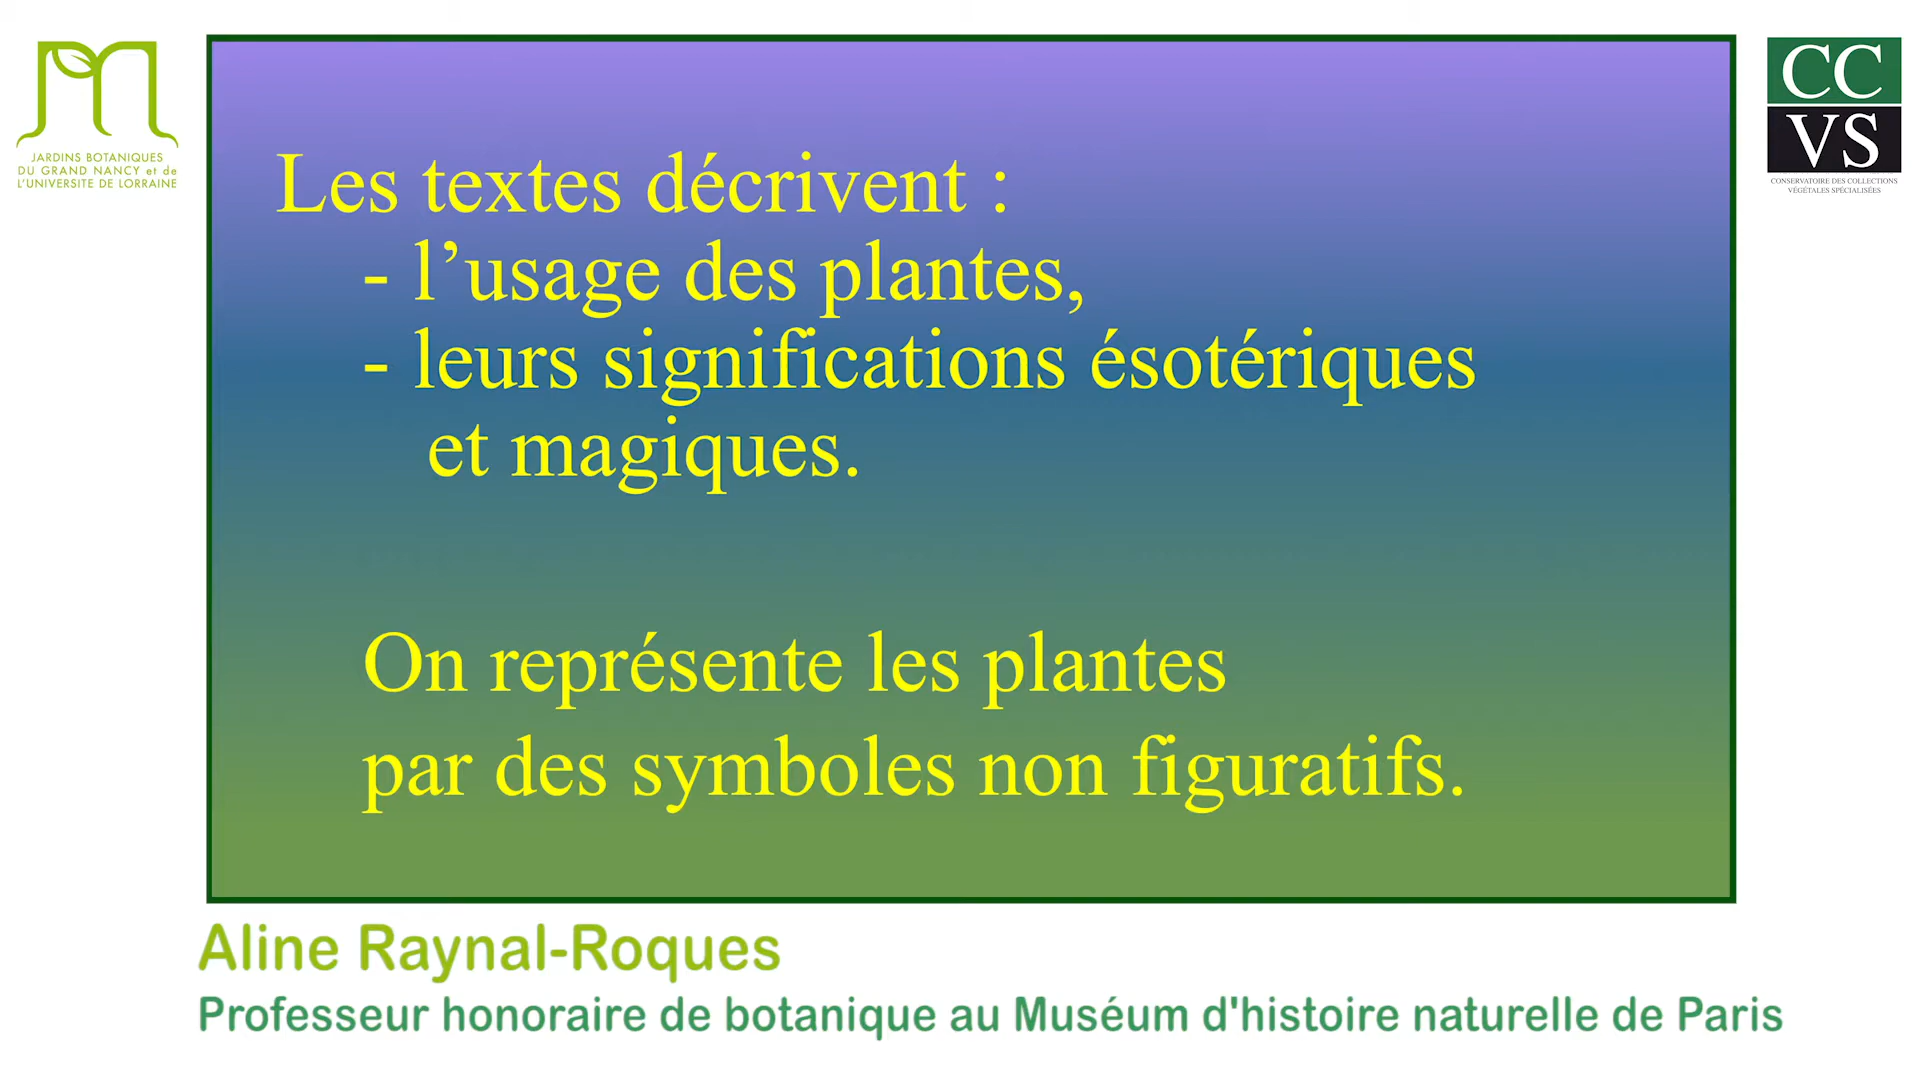 JARDINS BOTANIQUES
DU GRAND NANCY et de
L'UNIVERSITE DE LORRAINE
CC
VS
CONSERVATOIRE DES COLLECTIONS
VÉGÉTALES SPÉCIALISÉES
Les textes décrivent :
- l’usage des plantes,
- leurs significations ésotériques
et magiques.
On représente les plantes
par des symboles non figuratifs.
Aline Raynal-Roques
Professeur honoraire de botanique au Muséum d'histoire naturelle de Paris